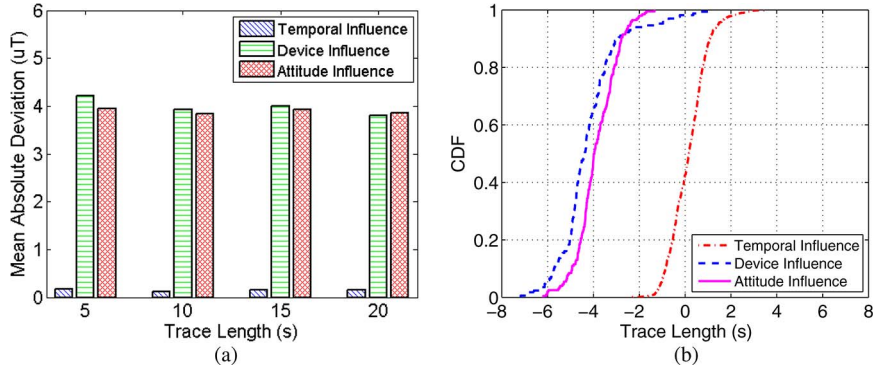 (a)
6
5
4
3
2
1
0
Mean Absolute Deviation (uT)
Temporal Influence
Device Influence
Attitude Influence
5 10 15 20
Trace Length (s)
(a)
(b)
1
0.8
0.6
0.4
0.2
0
CDF
Temporal Influence
Device Influence
Attitude Influence
−8 −6 −4 −2 0 2 4 6 8
Trace Length (s)
(b)